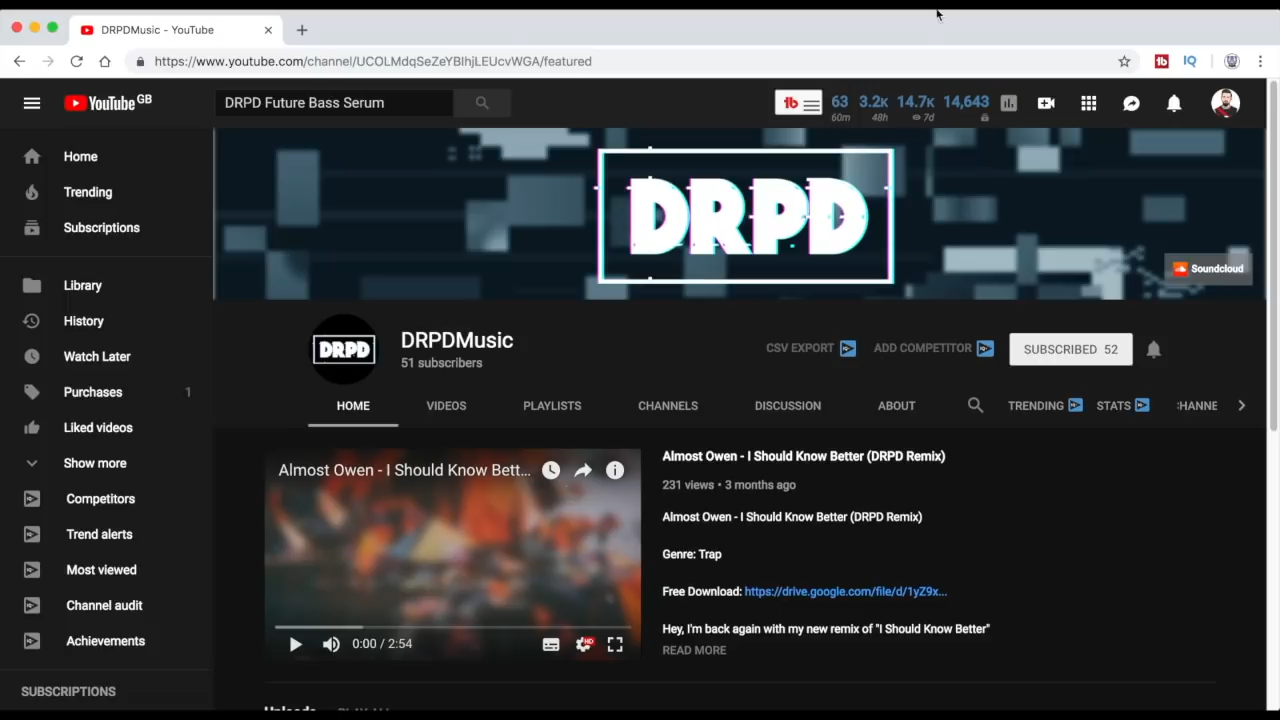 DRPDMusic - YouTube
https://www.youtube.com/channel/UCOLMdqSeZeYBIhjLEUcvWGA/featured
tb IQ
YouTube GB
DRPD Future Bass Serum
tb 63 3.2K 14.7K 14,643
60m 48h 7d
Home
Trending
Subscriptions
Library
History
Watch Later
Purchases 1
Liked videos
Show more
Competitors
Trend alerts
Most viewed
Channel audit
Achievements
SUBSCRIPTIONS
DRPD
Soundcloud
DRPD
DRPDMusic
51 subscribers
CSV EXPORT ADD COMPETITOR SUBSCRIBED 52
HOME VIDEOS PLAYLISTS CHANNELS DISCUSSION ABOUT TRENDING STATS HANNE
Almost Owen - I Should Know Bett...
0:00 / 2:54 HD
Almost Owen - I Should Know Better (DRPD Remix)
231 views • 3 months ago
Almost Owen - I Should Know Better (DRPD Remix)
Genre: Trap
Free Download: https://drive.google.com/file/d/1yZ9x...
Hey, I'm back again with my new remix of "I Should Know Better"
READ MORE